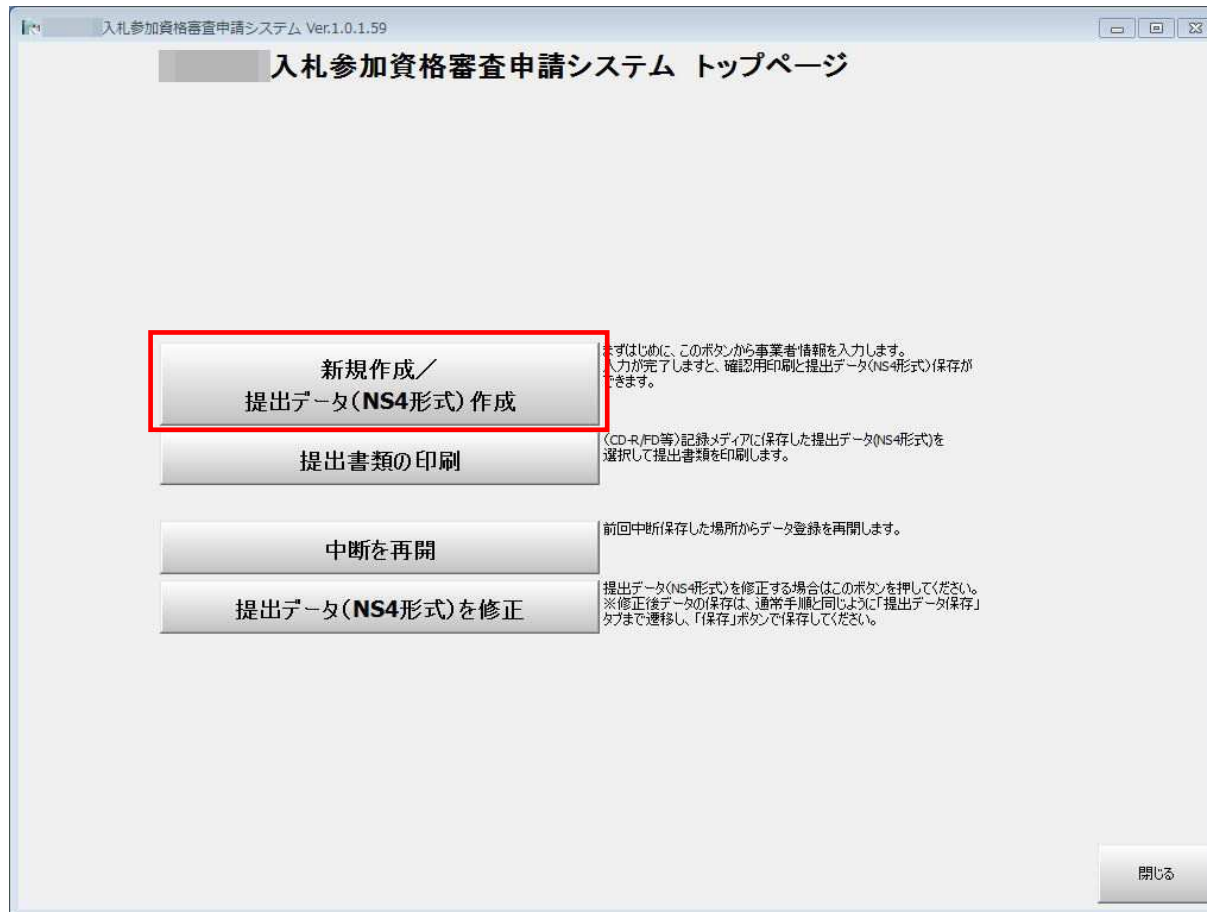 入札参加資格審査申請システム Ver.1.0.1.59
入札参加資格審査申請システム トップページ
新規作成／
提出データ(NS4形式)作成
まずはじめに、このボタンから事業者情報を入力します。
入力が完了しますと、確認用印刷と提出データ(NS4形式)保存が
できます。
提出書類の印刷
(CD-R/FD等)記録メディアに保存した提出データ(NS4形式)を
選択して提出書類を印刷します。
中断を再開
前回中断保存した場所からデータ登録を再開します。
提出データ(NS4形式)を修正
提出データ(NS4形式)を修正する場合はこのボタンを押してください。
※修正後データの保存は、通常手順と同じように「提出データ保存」
タブまで遷移し、「保存」ボタンで保存してください。
閉じる